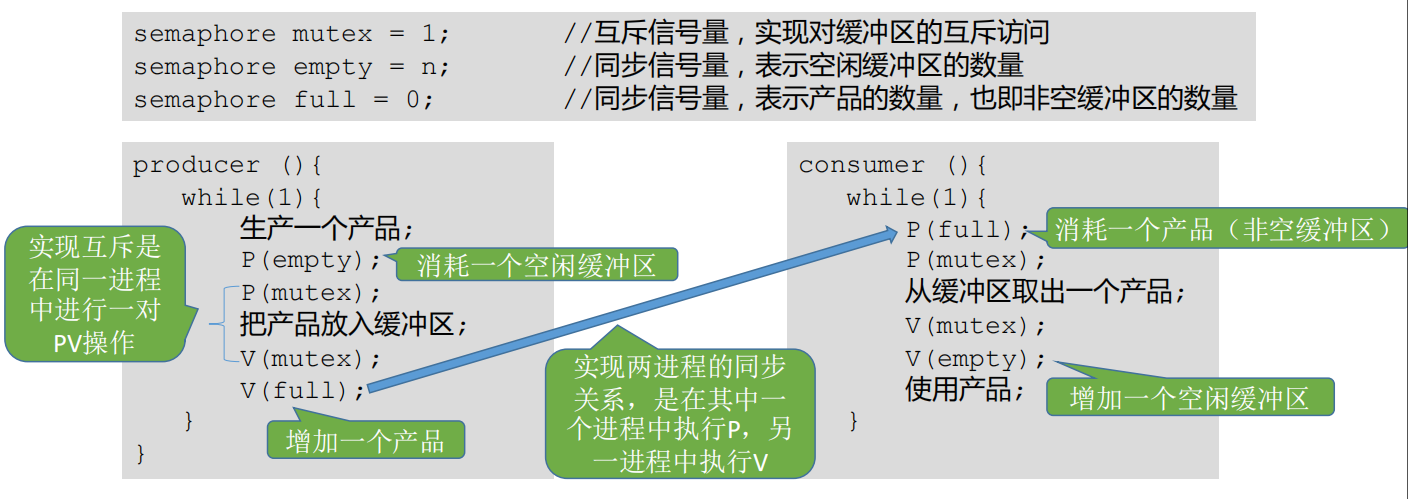 semaphore mutex = 1; //互斥信号量，实现对缓冲区的互斥访问
semaphore empty = n; //同步信号量，表示空闲缓冲区的数量
semaphore full = 0; //同步信号量，表示产品的数量，也即非空缓冲区的数量
producer (){
while(1){
生产一个产品;
P(empty);
消耗一个空闲缓冲区
P(mutex);
把产品放入缓冲区;
V(mutex);
V(full);
增加一个产品
}
}
实现互斥是
在同一进程
中进行一对
PV操作
实现两进程的同步
关系，是在其中一
个进程中执行P，另
一进程中执行V
consumer (){
while(1){
P(full);
消耗一个产品（非空缓冲区）
P(mutex);
从缓冲区取出一个产品;
V(mutex);
V(empty);
增加一个空闲缓冲区
使用产品;
}